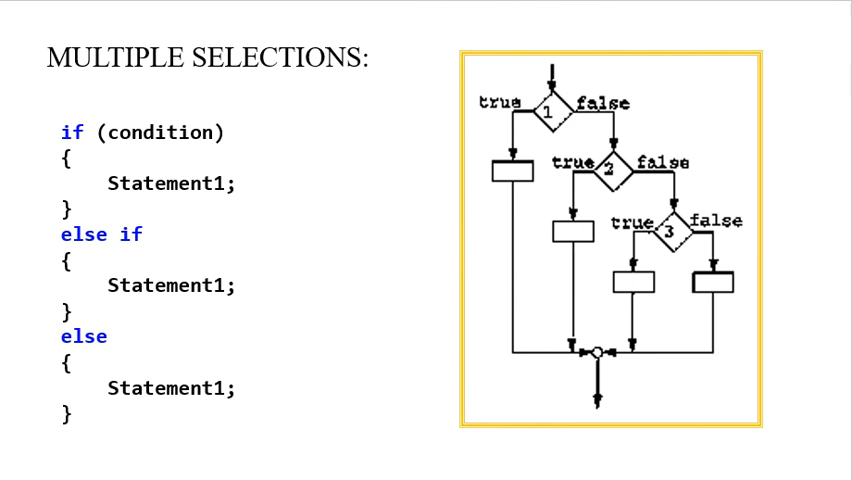 MULTIPLE SELECTIONS:
if (condition)
{
Statement1;
}
else if
{
Statement1;
}
else
{
Statement1;
}
true 1 false
true 2 false
true 3 false